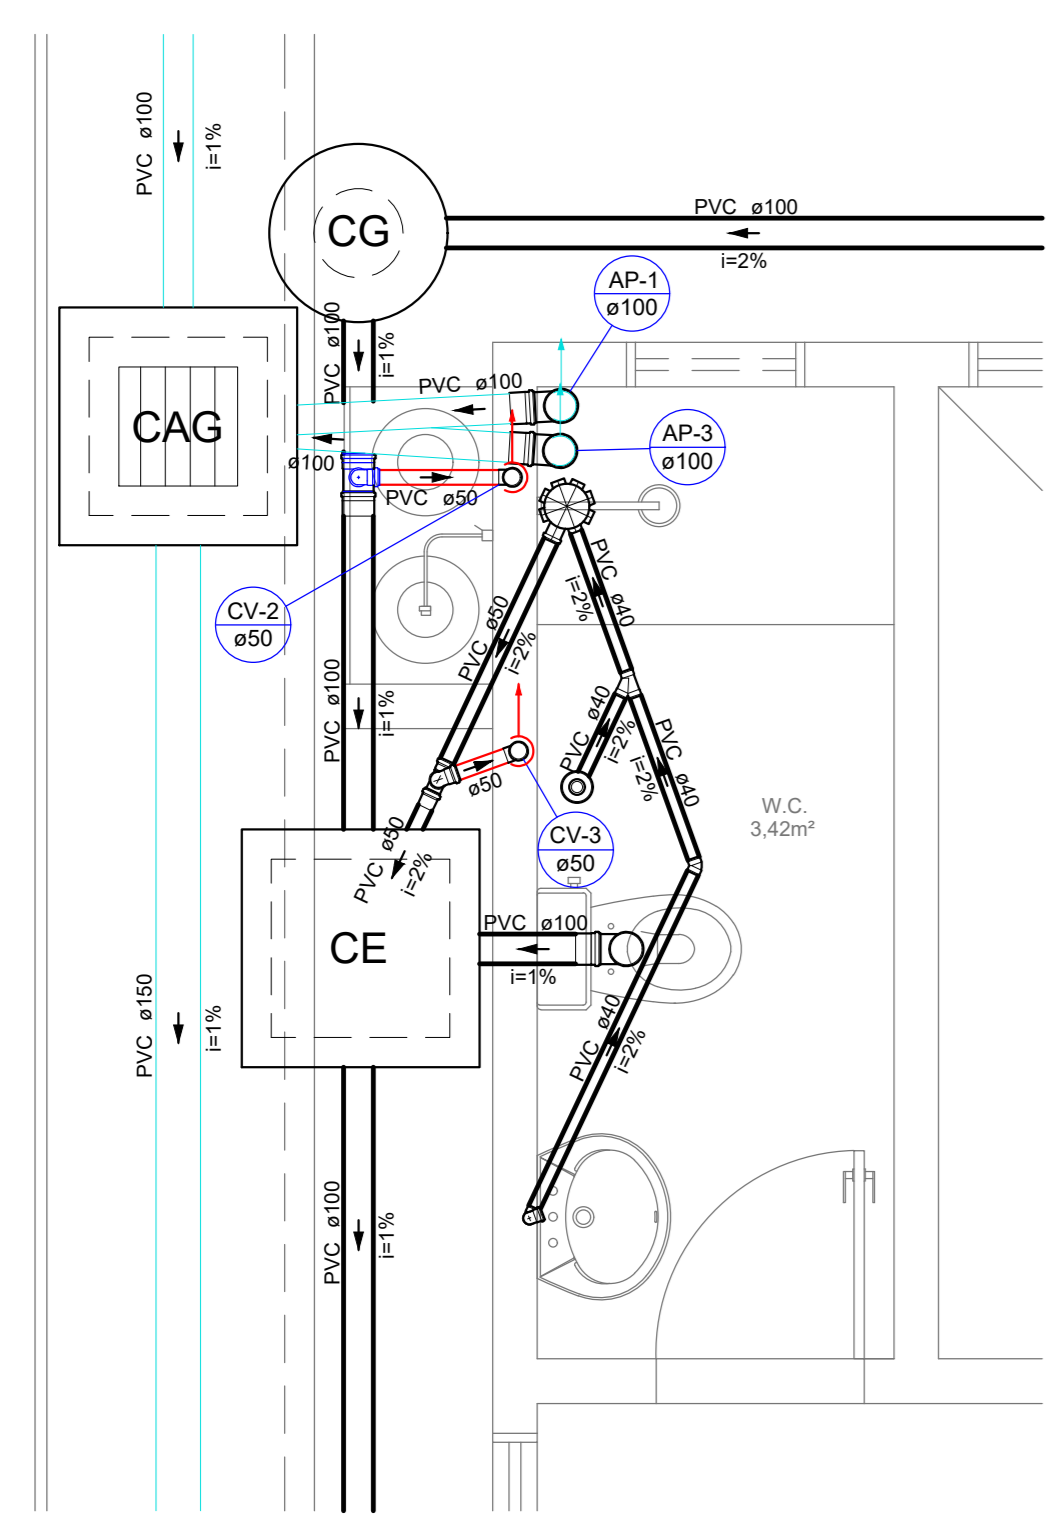 PVC ø100
i=1%
CG
PVC ø100
i=2%
AP-1
ø100
PVC ø100
i=1%
PVC ø100
CAG
AP-3
ø100
ø100
PVC ø50
CV-2
ø50
PVC ø40
i=2%
PVC ø50
i=2%
PVC ø100
i=1%
PVC ø40
i=2%
PVC ø40
i=2%
ø50
W.C.
3,42m²
CV-3
ø50
PVC ø50
i=2%
CE
PVC ø100
i=1%
PVC ø150
i=1%
PVC ø40
i=2%
PVC ø100
i=1%